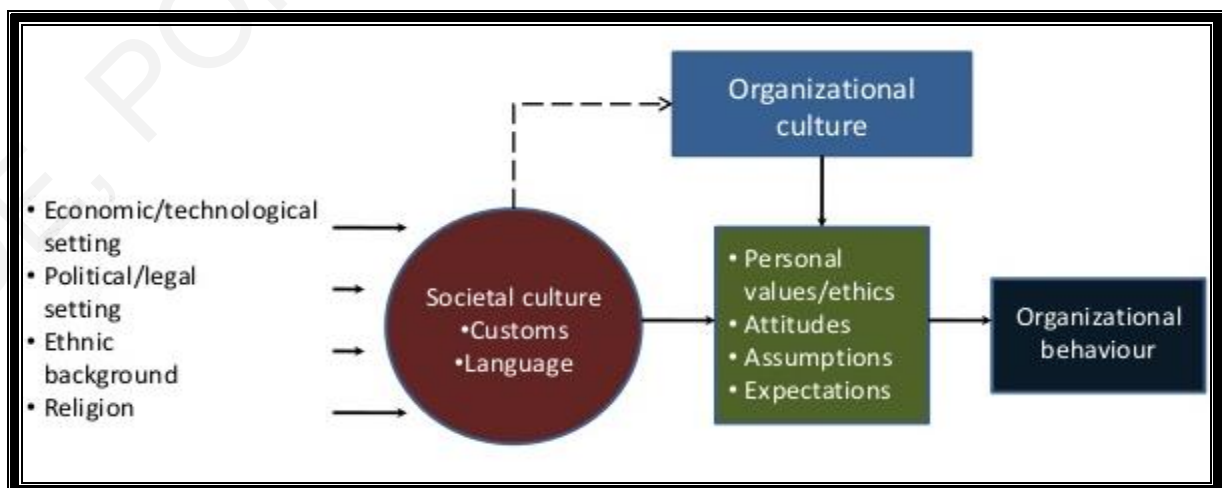 • Economic/technological
setting
• Political/legal
setting
• Ethnic
background
• Religion
Societal culture
•Customs
•Language
Organizational
culture
• Personal
values/ethics
• Attitudes
• Assumptions
• Expectations
Organizational
behaviour